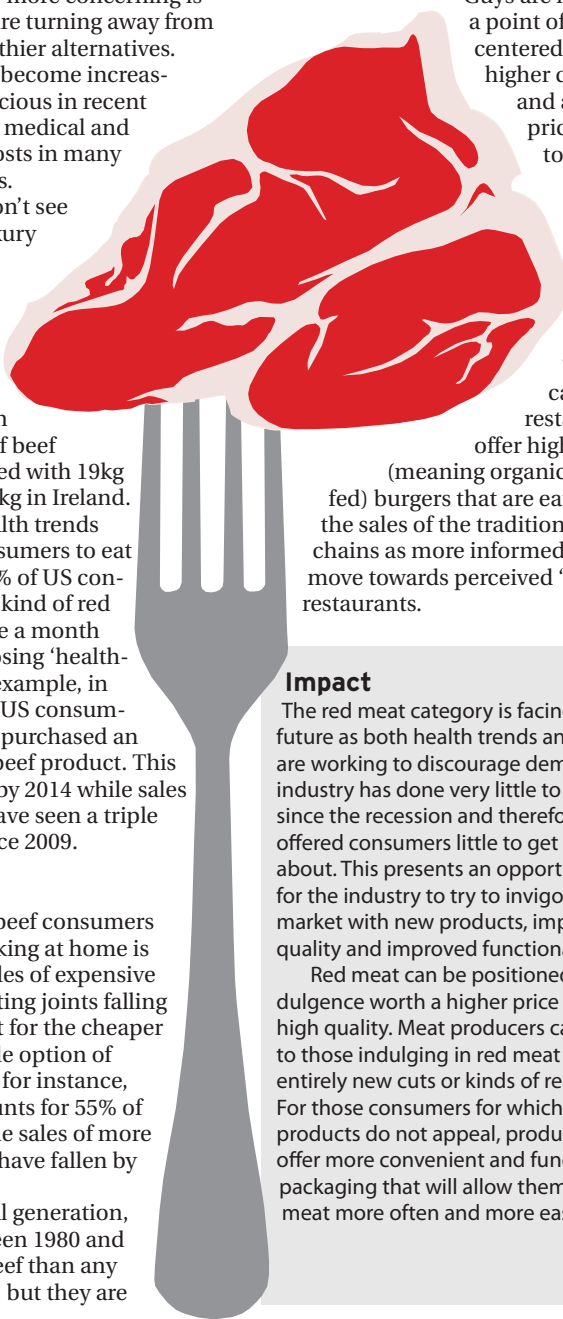 more concerning is
re turning away from
thier alternatives.
become increas-
cious in recent
medical and
osts in many
s.
n't see
xury
n
f beef
ed with 19kg
kg in Ireland.
lth trends
sumers to eat
% of US con-
kind of red
e a month
osing ‘health-
example, in
US consum-
purchased an
beef product. This
by 2014 while sales
ave seen a triple
ce 2009.
beef consumers
king at home is
les of expensive
ting joints falling
t for the cheaper
le option of
for instance,
unts for 55% of
e sales of more
have fallen by
l generation,
een 1980 and
eef than any
but they are
Guys are
a point of
centered
higher
and a
pric
to
ca
rest
offer high
(meaning organic
fed) burgers that are ea
the sales of the tradition
chains as more informed
move towards perceived ‘
restaurants.
Impact
The red meat category is facin
future as both health trends an
are working to discourage dem
industry has done very little to
since the recession and therefo
offered consumers little to get
about. This presents an opport
for the industry to try to invigo
market with new products, imp
quality and improved functiona
Red meat can be positioned
dulgence worth a higher price
high quality. Meat producers ca
to those indulging in red meat
entirely new cuts or kinds of re
For those consumers for which
products do not appeal, produ
offer more convenient and func
packaging that will allow them
meat more often and more eas